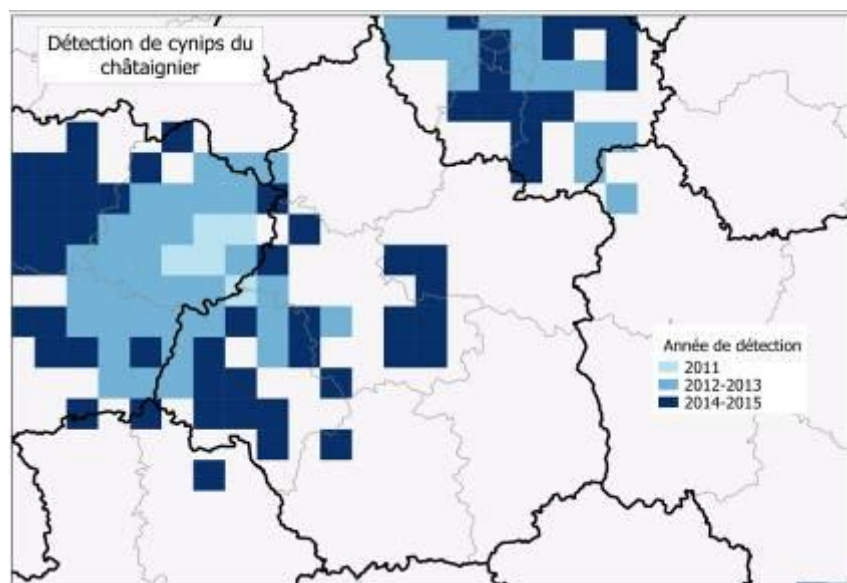 Détection de cynips du
châtaignier
Année de détection
2011
2012-2013
2014-2015